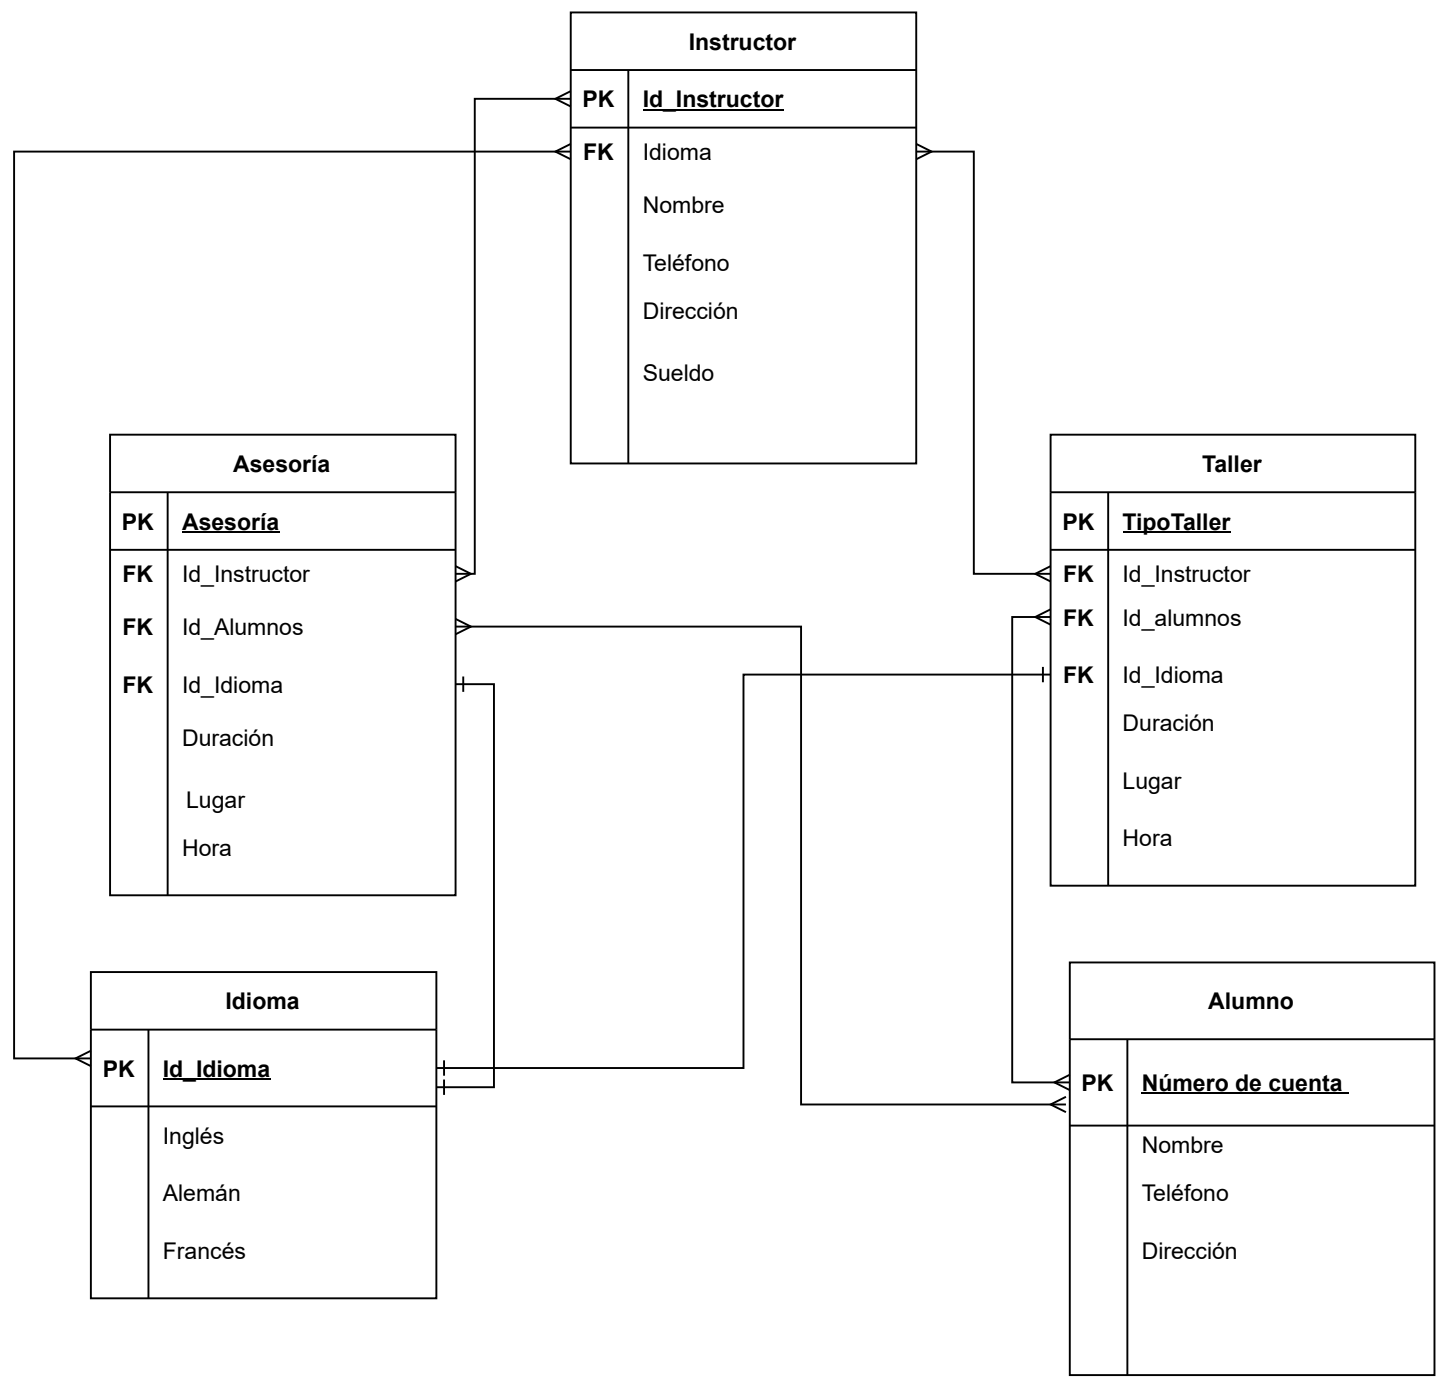 Instructor
PK Id_Instructor
FK Idioma
Nombre
Teléfono
Dirección
Sueldo
Asesoría
PK Asesoría
FK Id_Instructor
FK Id_Alumnos
FK Id_Idioma
Duración
Lugar
Hora
Taller
PK TipoTaller
FK Id_Instructor
FK Id_alumnos
FK Id_Idioma
Duración
Lugar
Hora
Idioma
PK Id_Idioma
Inglés
Alemán
Francés
Alumno
PK Número de cuenta
Nombre
Teléfono
Dirección